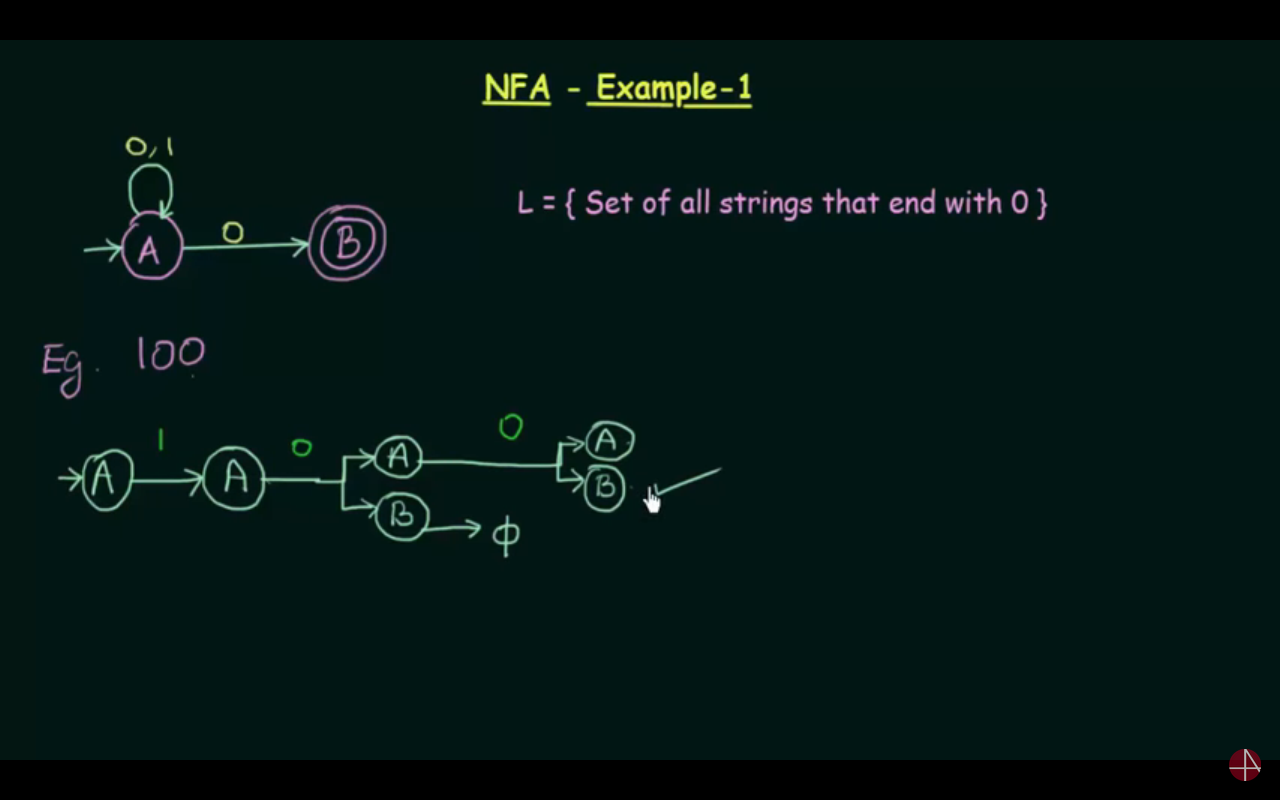 NFA - Example-1
0,1
L = { Set of all strings that end with 0 }
0
A
B
Eg. 100
1
0
0
A
A
A
A
B
B
ϕ